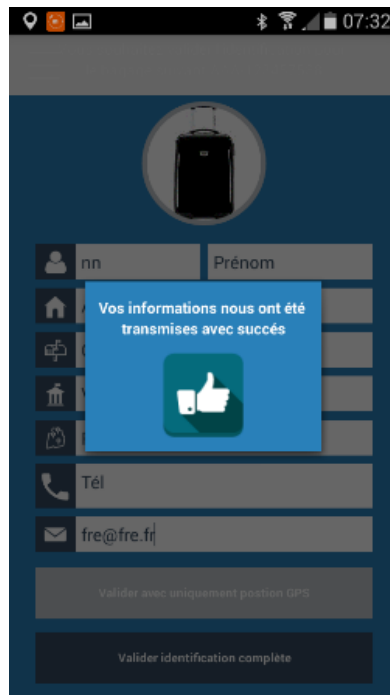 07:32
nn
Prénom
Vos informations nous ont été
transmises avec succés
Tél
fre@fre.fr
Valider avec uniquement postion GPS
Valider identification complète